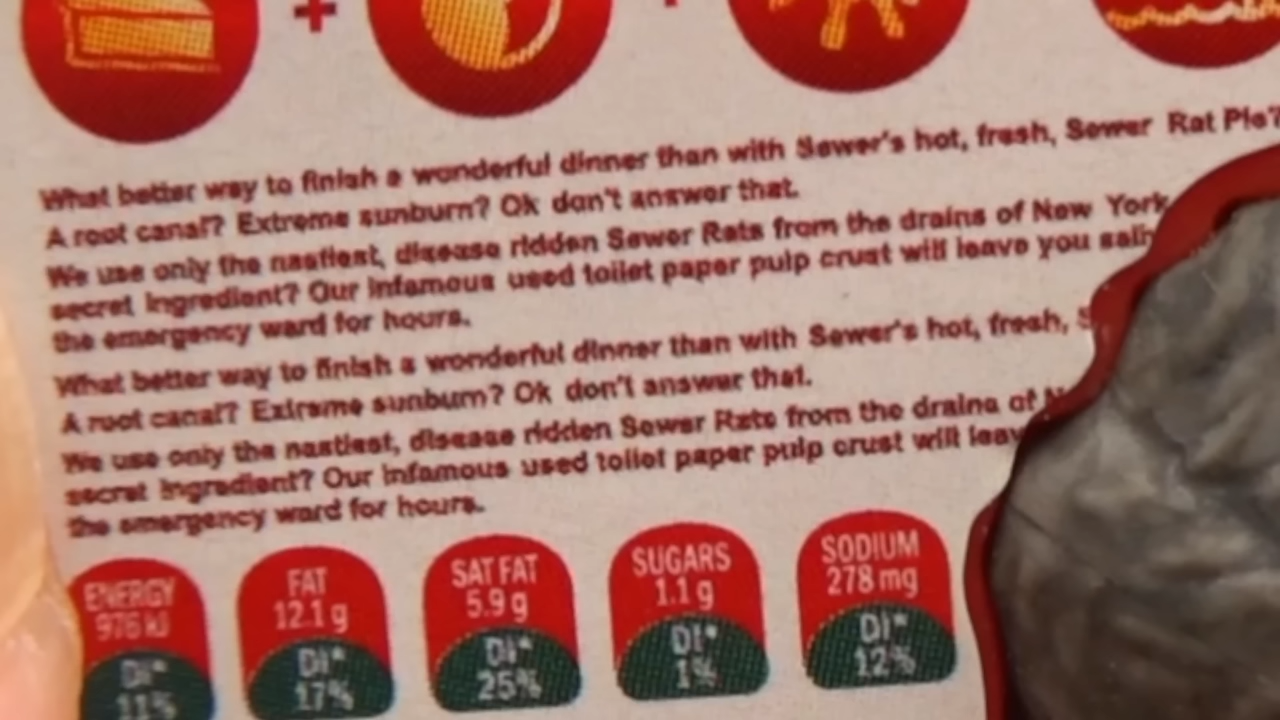 What better way to finish a wonderful dinner than with Sewer's hot, fresh, Sewer Rat Pie?
A root canal? Extreme sunburn? Ok don't answer that.
We use only the nastiest, disease ridden Sewer Rats from the drains of New York
secret ingredient? Our infamous used toilet paper pulp crust will leave you
the emergency ward for hours.
What better way to finish a wonderful dinner than with Sewer's hot, fresh,
A root canal? Extreme sunburn? Ok don't answer that.
We use only the nastiest, disease ridden Sewer Rats from the drains of
secret ingredient? Our infamous used toilet paper pulp crust will
the emergency ward for hours.
ENERGY
976 kJ
DI*
11%
FAT
12.1 g
DI*
17%
SAT FAT
5.9 g
DI*
25%
SUGARS
1.1 g
DI*
1%
SODIUM
278 mg
DI*
12%